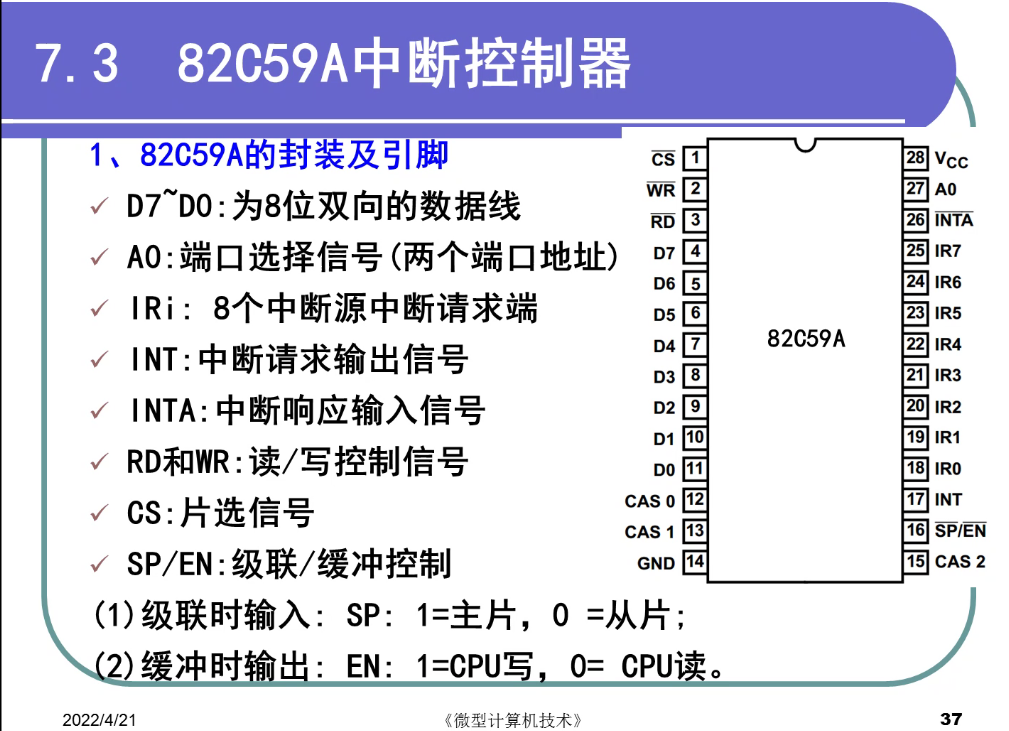 7.3 82C59A中断控制器
1、82C59A的封装及引脚
✓ D7~D0:为8位双向的数据线
✓ A0:端口选择信号(两个端口地址)
✓ IRi: 8个中断源中断请求端
✓ INT:中断请求输出信号
✓ INTA:中断响应输入信号
✓ RD和WR:读/写控制信号
✓ CS:片选信号
✓ SP/EN:级联/缓冲控制
(1)级联时输入: SP: 1=主片, 0 =从片;
(2)缓冲时输出: EN: 1=CPU写, 0= CPU读。
CS 1
WR 2
RD 3
D7 4
D6 5
D5 6
D4 7
D3 8
D2 9
D1 10
D0 11
CAS 0 12
CAS 1 13
GND 14
82C59A
28 VCC
27 A0
26 INTA
25 IR7
24 IR6
23 IR5
22 IR4
21 IR3
20 IR2
19 IR1
18 IR0
17 INT
16 SP/EN
15 CAS 2
2022/4/21
《微型计算机技术》
37